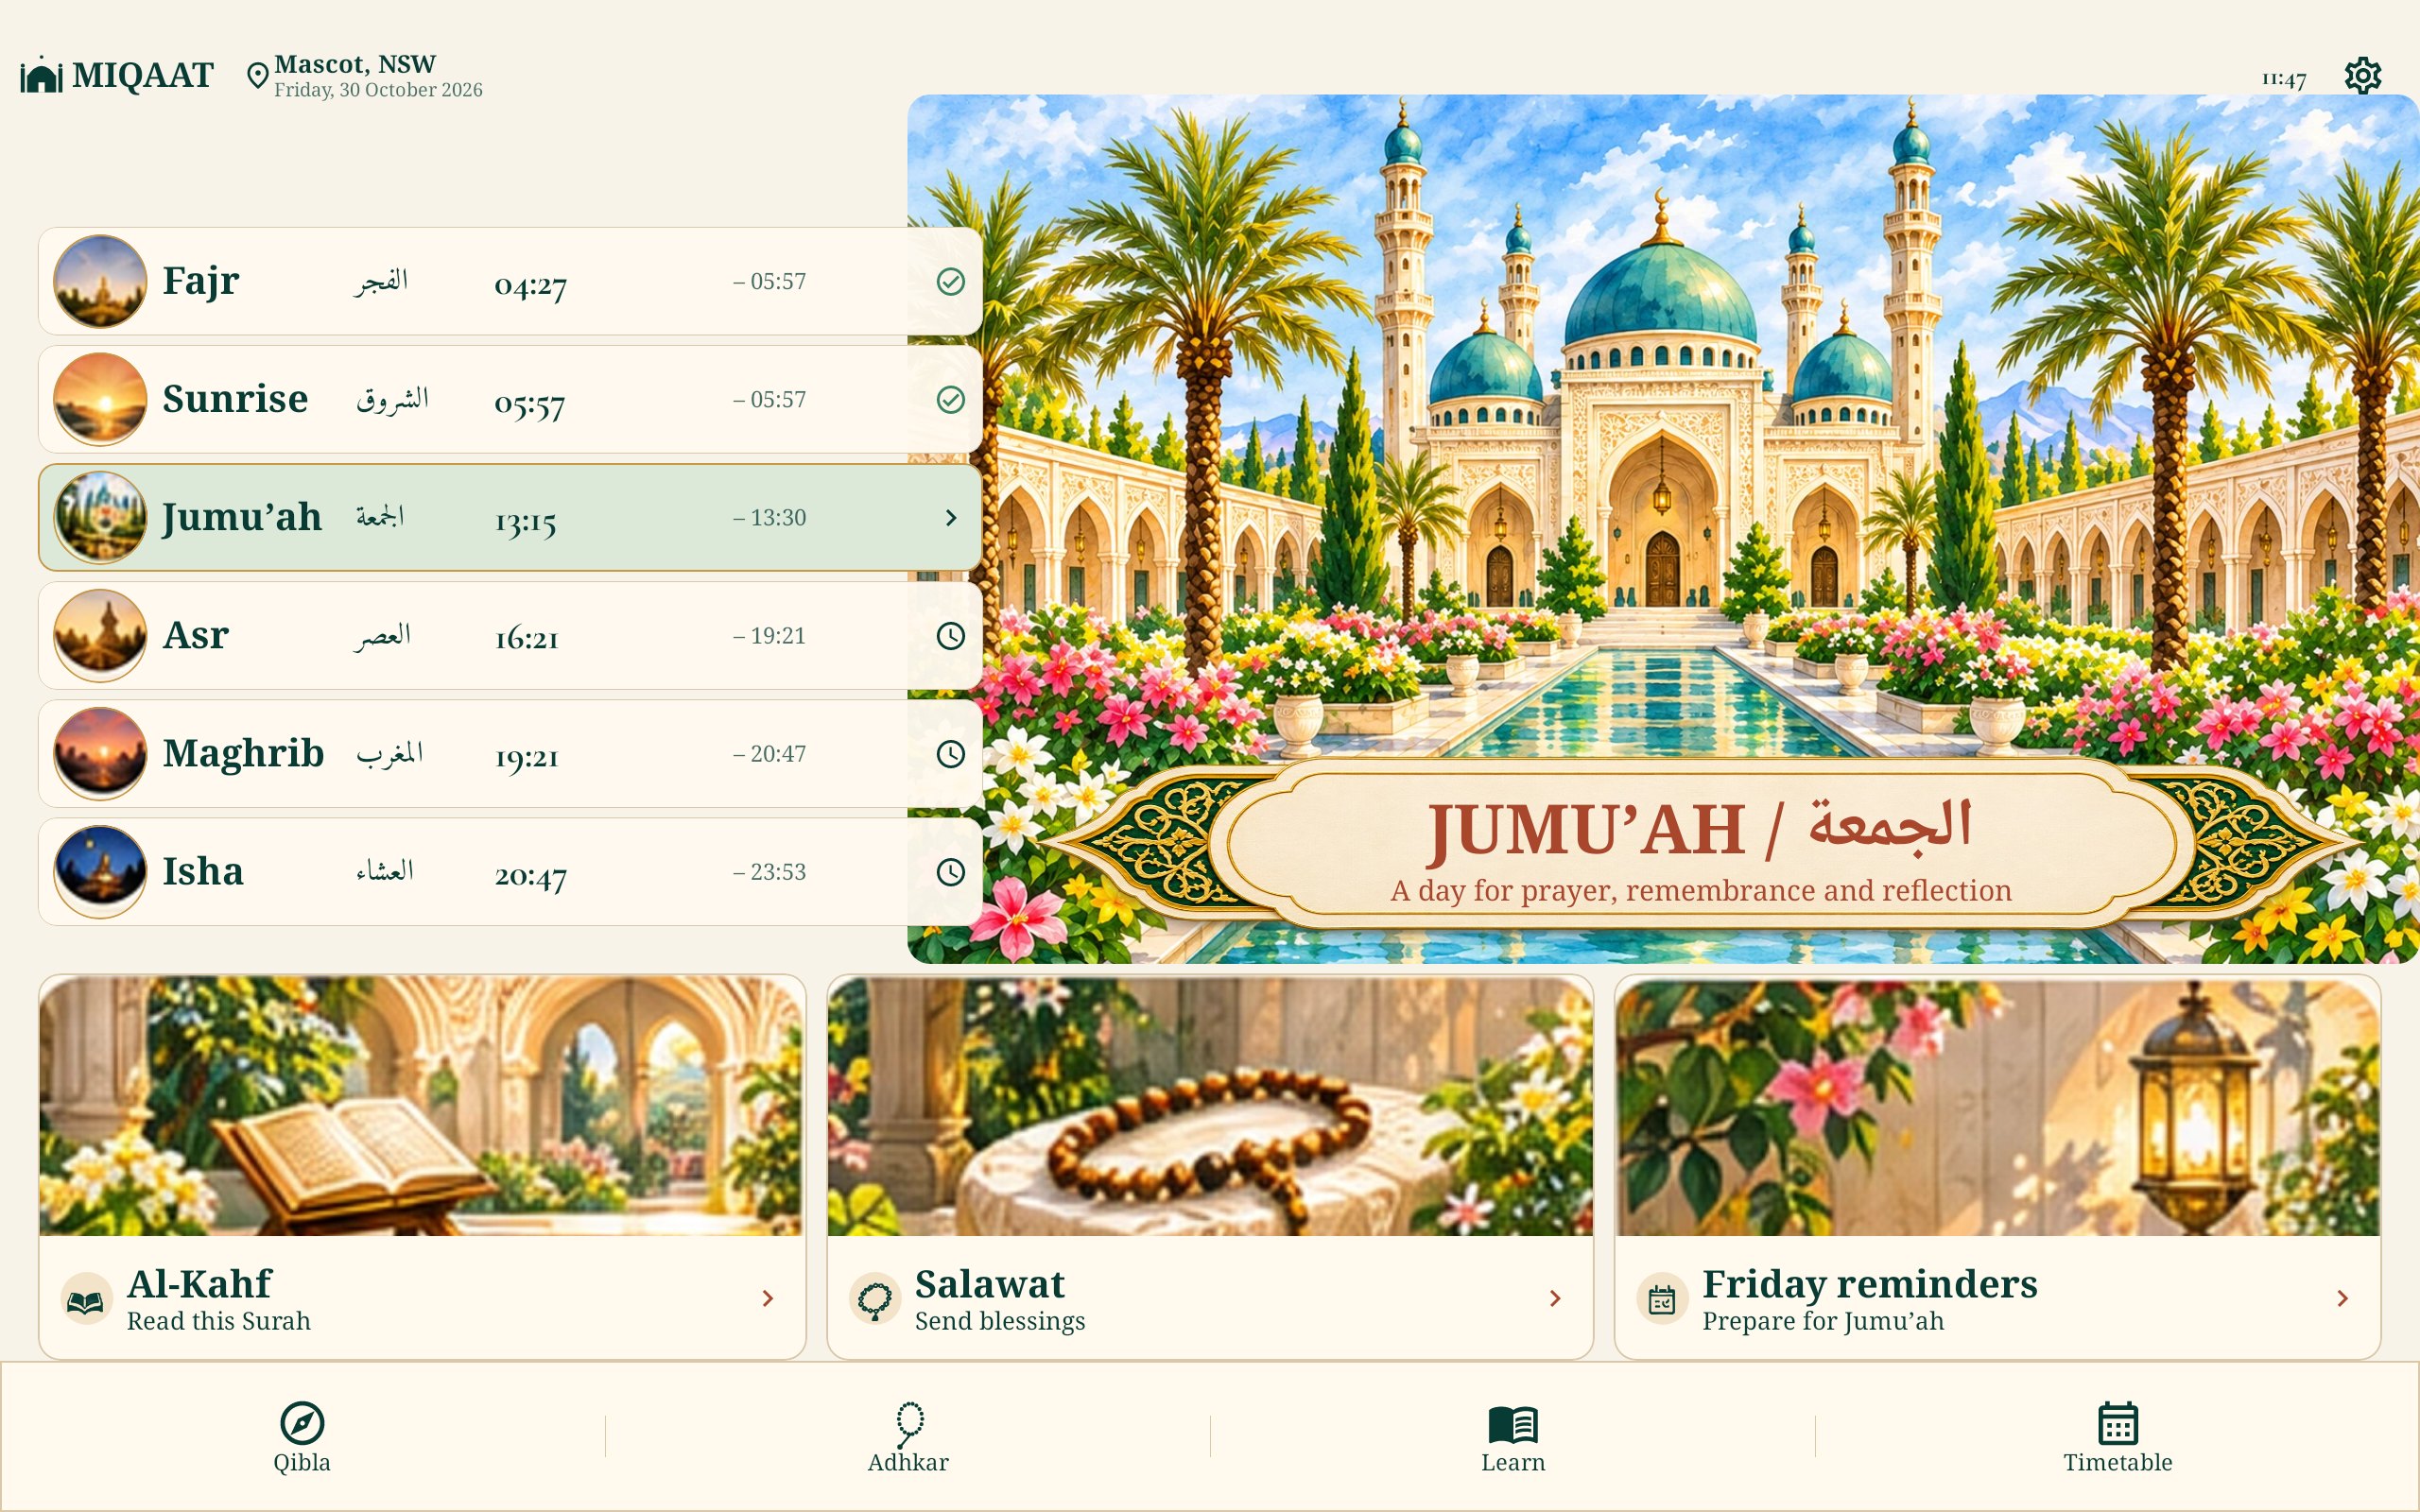 MIQAAT
Mascot, NSW
Friday, 30 October 2026
11:47
Fajr الفجر 04:27 – 05:57
Sunrise الشروق 05:57 – 05:57
Jumu’ah الجمعة 13:15 – 13:30
Asr العصر 16:21 – 19:21
Maghrib المغرب 19:21 – 20:47
Isha العشاء 20:47 – 23:53
JUMU’AH / الجمعة
A day for prayer, remembrance and reflection
Al-Kahf
Read this Surah
Salawat
Send blessings
Friday reminders
Prepare for Jumu’ah
Qibla
Adhkar
Learn
Timetable